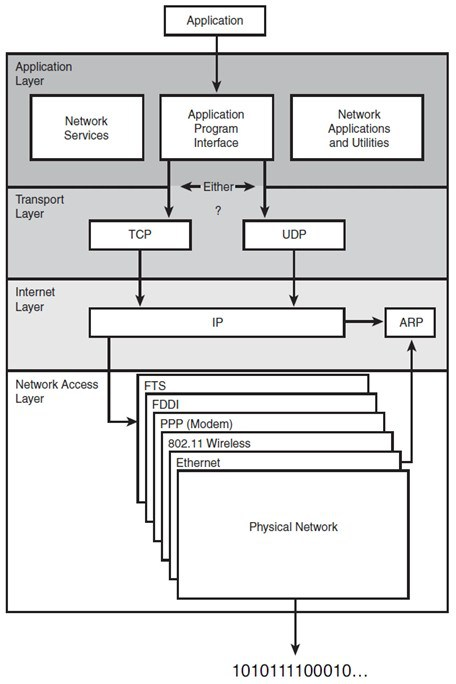 Application
Application
Layer
Network
Services
Application
Program
Interface
Network
Applications
and Utilities
Transport
Layer
Either
?
TCP
UDP
Internet
Layer
IP
ARP
Network Access
Layer
FTS
FDDI
PPP (Modem)
802.11 Wireless
Ethernet
Physical Network
1010111100010...